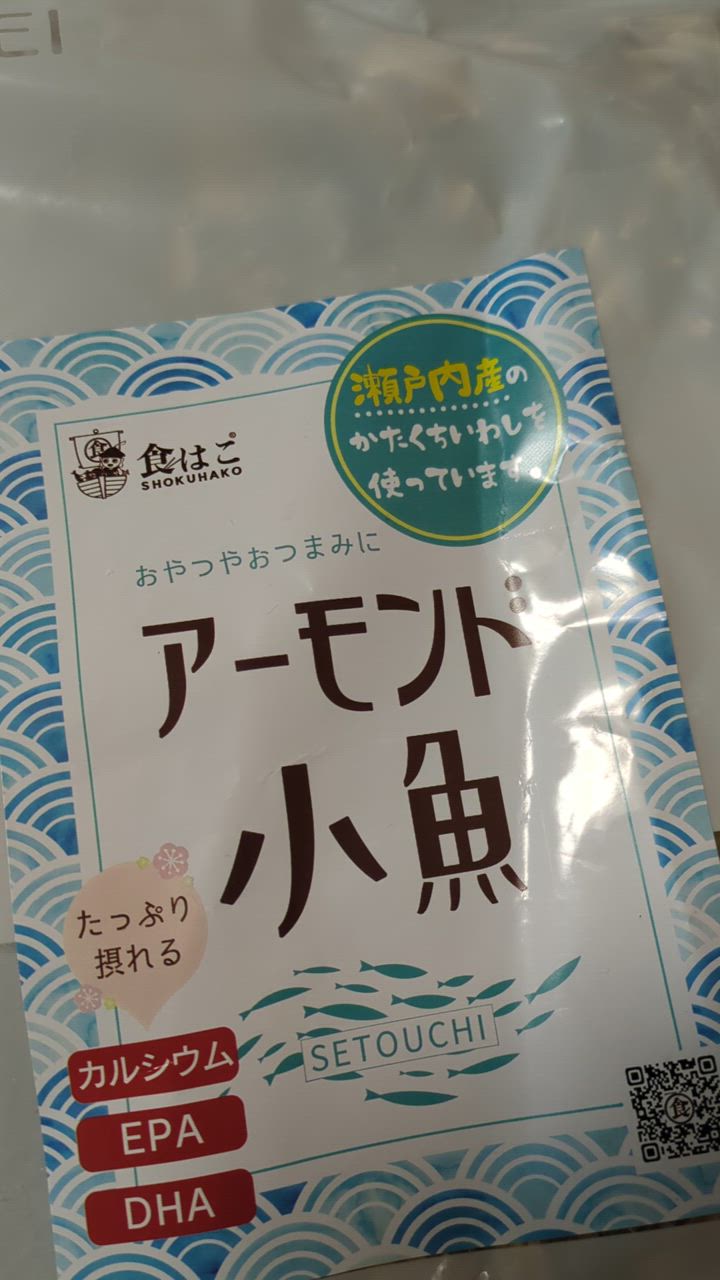 EI
瀬戸内産の
かたくちいわしを
使っています。
食はこ
SHOKUHAKO
おやつやおつまみに
アーモンド
小魚
たっぷり
摂れる
SETOUCHI
カルシウム
EPA
DHA
食